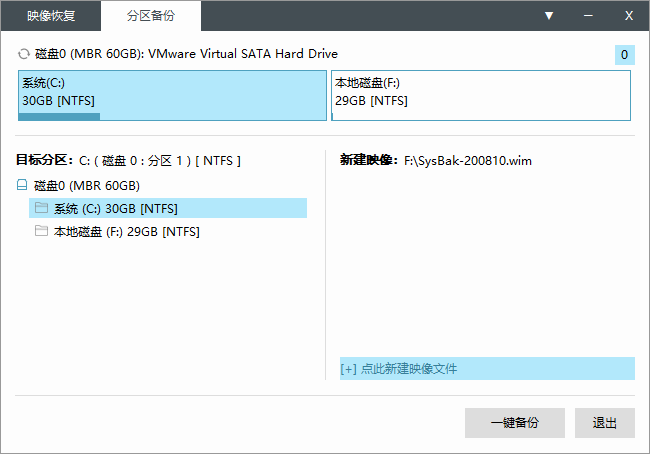 映像恢复
分区备份
▼ — X
磁盘0 (MBR 60GB): VMware Virtual SATA Hard Drive
0
系统(C:)
30GB [NTFS]
本地磁盘(F:)
29GB [NTFS]
目标分区: C: ( 磁盘 0 : 分区 1 ) [ NTFS ]
磁盘0 (MBR 60GB)
系统 (C:) 30GB [NTFS]
本地磁盘 (F:) 29GB [NTFS]
新建映像: F:\SysBak-200810.wim
[+] 点此新建映像文件
一键备份
退出